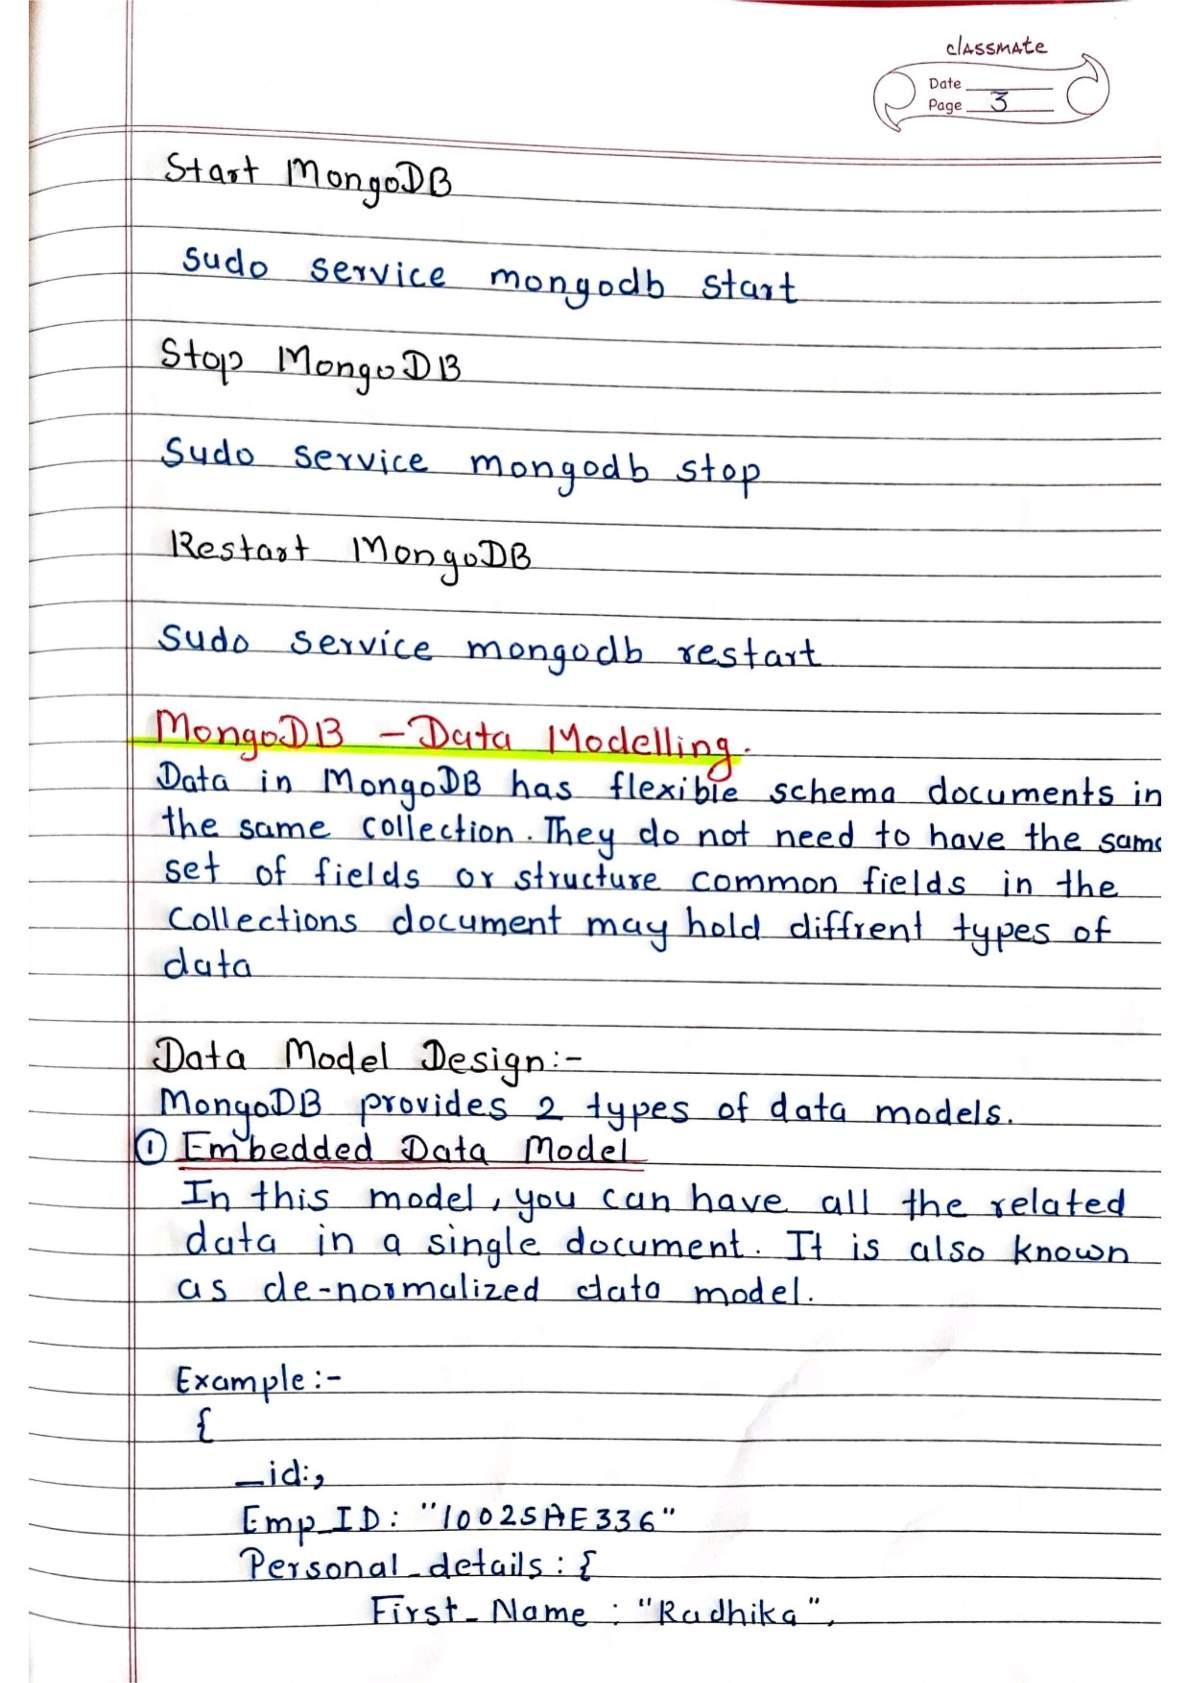 classmate
Date
Page 3
Start MongoDB
sudo service mongodb start
Stop MongoDB
Sudo service mongodb stop
Restart MongoDB
Sudo service mongodb restart
MongoDB - Data Modelling.
Data in MongoDB has flexible schema documents in
the same collection. They do not need to have the same
set of fields or structure common fields in the
Collections document may hold diffrent types of
data
Data Model Design:-
MongoDB provides 2 types of data models.
① Embedded Data Model
In this model, you can have all the related
data in a single document. It is also known
as de-normalized data model.
Example:-
{
_id:,
Emp_ID: "10025AE336"
Personal_details: {
First_Name : "Radhika",